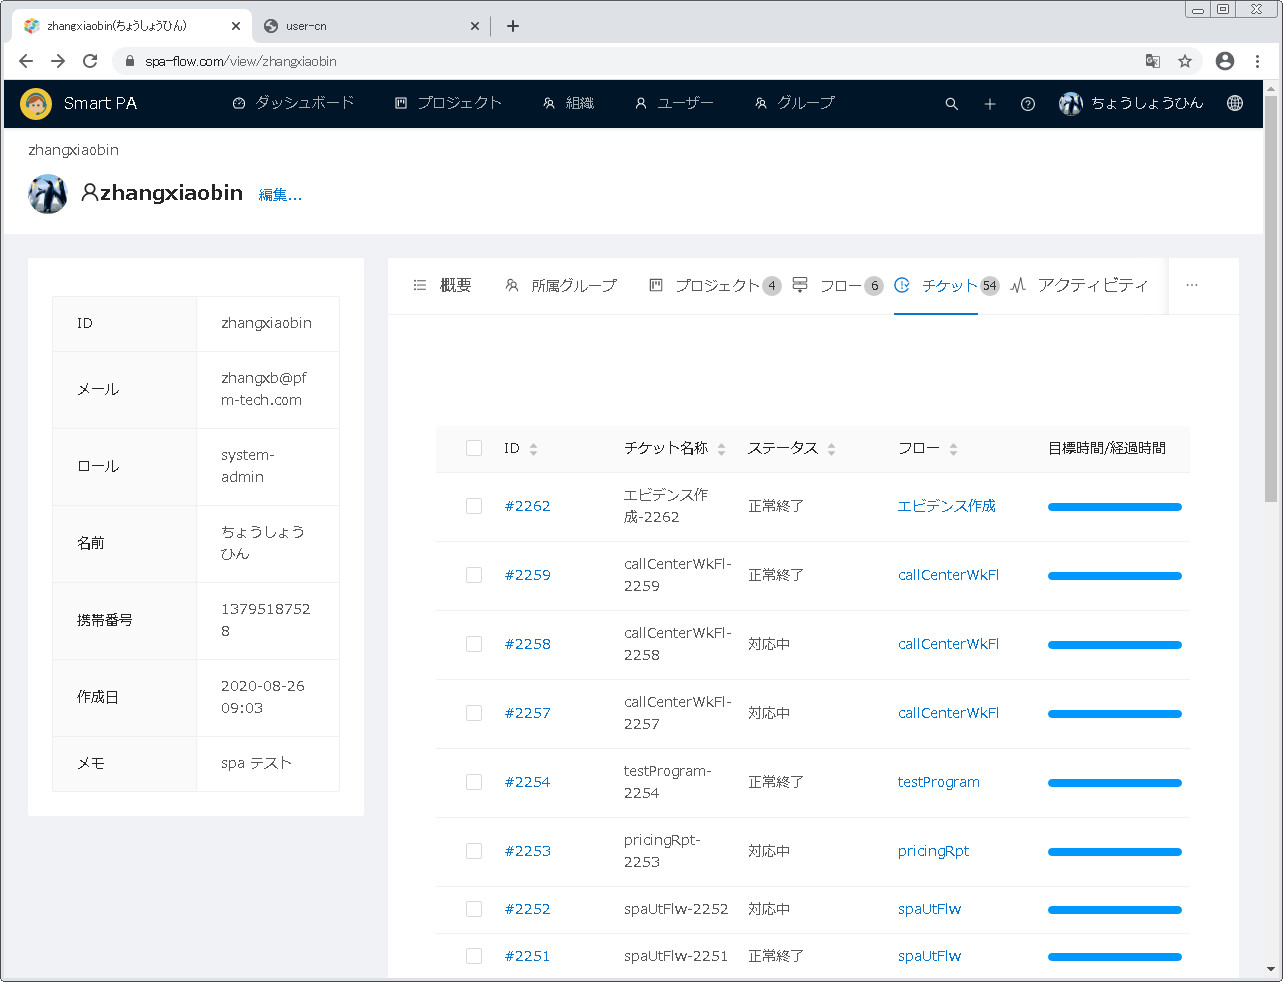 zhangxiaobin(ちょうしょうひん)
user-cn
spa-flow.com/view/zhangxiaobin
Smart PA
ダッシュボード
プロジェクト
組織
ユーザー
グループ
ちょうしょうひん
zhangxiaobin
zhangxiaobin 編集...
ID zhangxiaobin
メール zhangxb@pf
m-tech.com
ロール system-
admin
名前 ちょうしょう
ひん
携帯番号 1379518752
8
作成日 2020-08-26
09:03
メモ spa テスト
概要
所属グループ
プロジェクト 4
フロー 6
チケット 54
アクティビティ
ID チケット名称 ステータス フロー 目標時間/経過時間
#2262 エビデンス作
成-2262 正常終了 エビデンス作成
#2259 callCenterWkFl-
2259 正常終了 callCenterWkFl
#2258 callCenterWkFl-
2258 対応中 callCenterWkFl
#2257 callCenterWkFl-
2257 対応中 callCenterWkFl
#2254 testProgram-
2254 正常終了 testProgram
#2253 pricingRpt-
2253 対応中 pricingRpt
#2252 spaUtFlw-2252 対応中 spaUtFlw
#2251 spaUtFlw-2251 正常終了 spaUtFlw